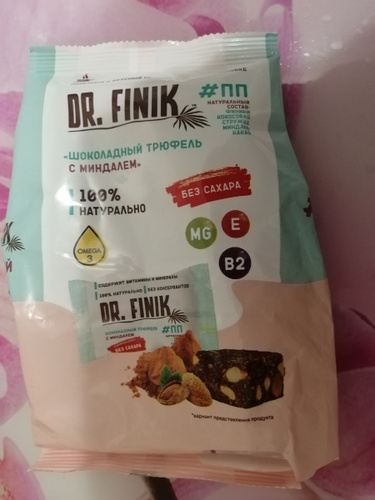 DR. FINIK
#ПП
НАТУРАЛЬНЫЙ
СОСТАВ:
ФИНИКИ
КОКОСОВАЯ
СТРУЖКА
МИНДАЛЬ
КАКАО
«ШОКОЛАДНЫЙ ТРЮФЕЛЬ
С МИНДАЛЕМ»
100%
НАТУРАЛЬНО
БЕЗ САХАРА
MG
E
B2
OMEGA
3
СОДЕРЖИТ ВИТАМИНЫ И МИНЕРАЛЫ
100% НАТУРАЛЬНО БЕЗ КОНСЕРВАНТОВ
DR. FINIK
#ПП
ШОКОЛАДНЫЙ ТРЮФЕЛЬ
С МИНДАЛЕМ
БЕЗ САХАРА
*вариант представления продукта